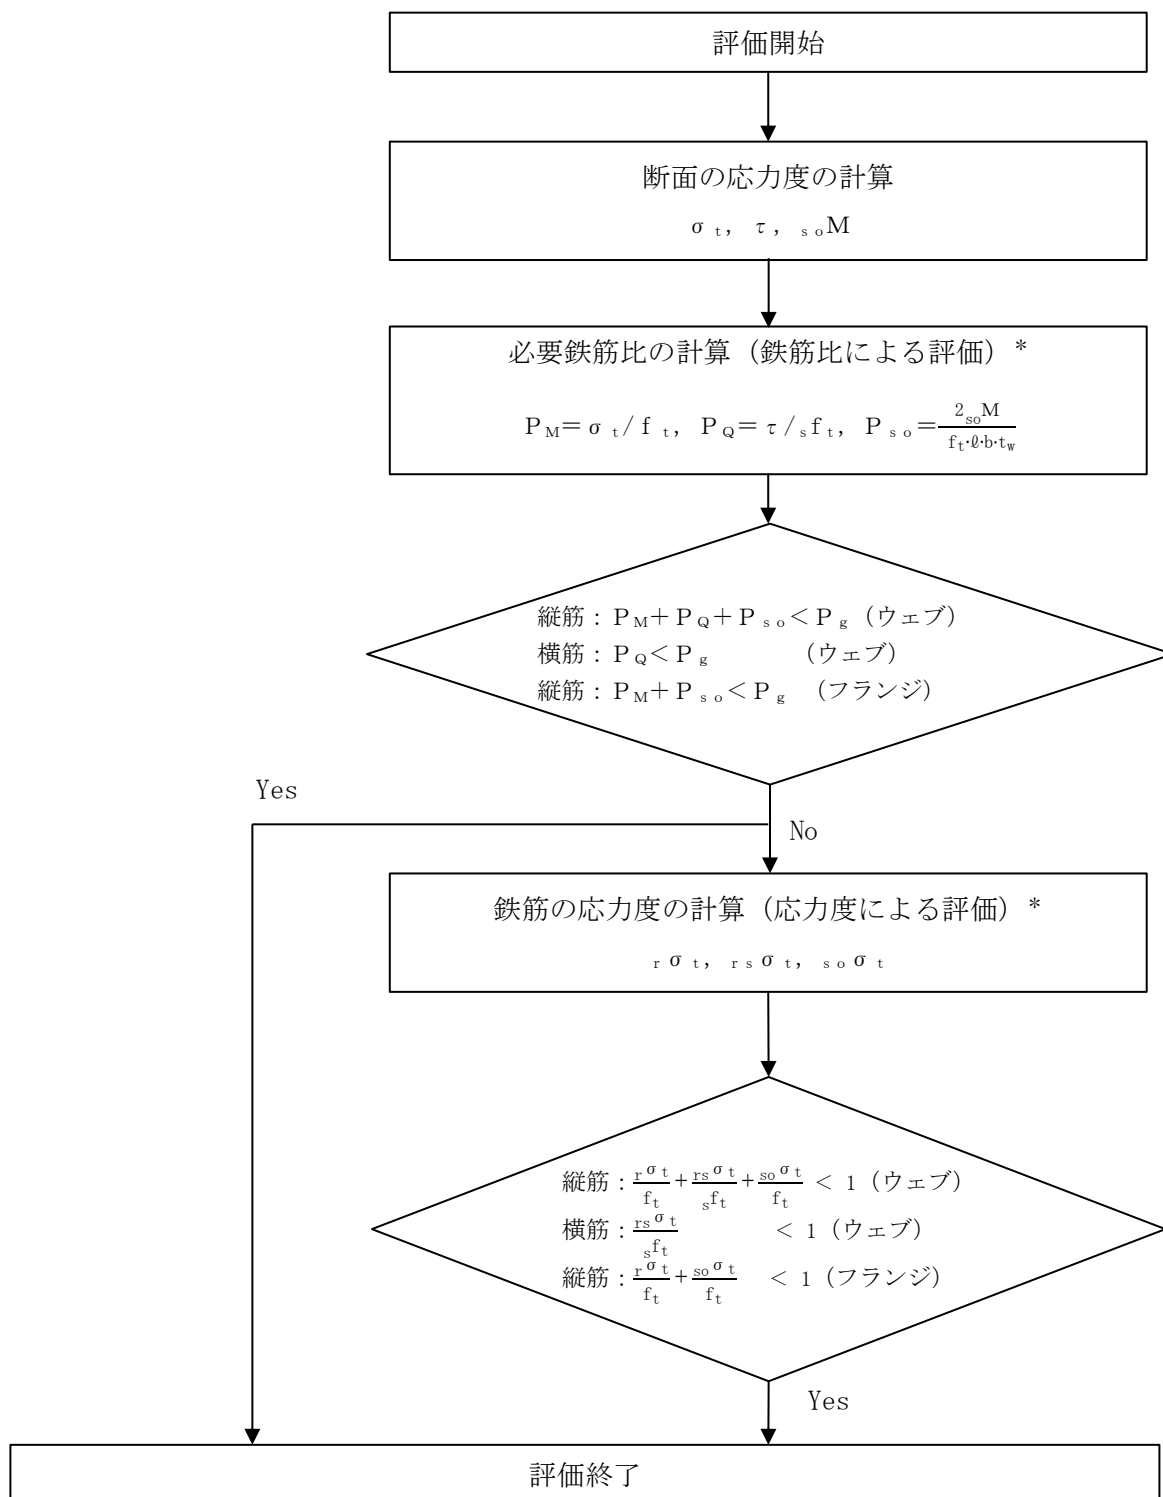 評価開始
断面の応力度の計算
σt, τ, soM
必要鉄筋比の計算（鉄筋比による評価）*
PM＝σt/ft, PQ＝τ/sft, Pso＝2soM/ft·ℓ·b·tw
縦筋：PM＋PQ＋Pso＜Pg（ウェブ）
横筋：PQ＜Pg （ウェブ）
縦筋：PM＋Pso＜Pg （フランジ）
Yes
No
鉄筋の応力度の計算（応力度による評価）*
rσt, rsσt, soσt
縦筋：rσt/ft+rsσt/sft+soσt/ft < 1（ウェブ）
横筋：rsσt/sft < 1（ウェブ）
縦筋：rσt/ft+soσt/ft < 1（フランジ）
Yes
評価終了